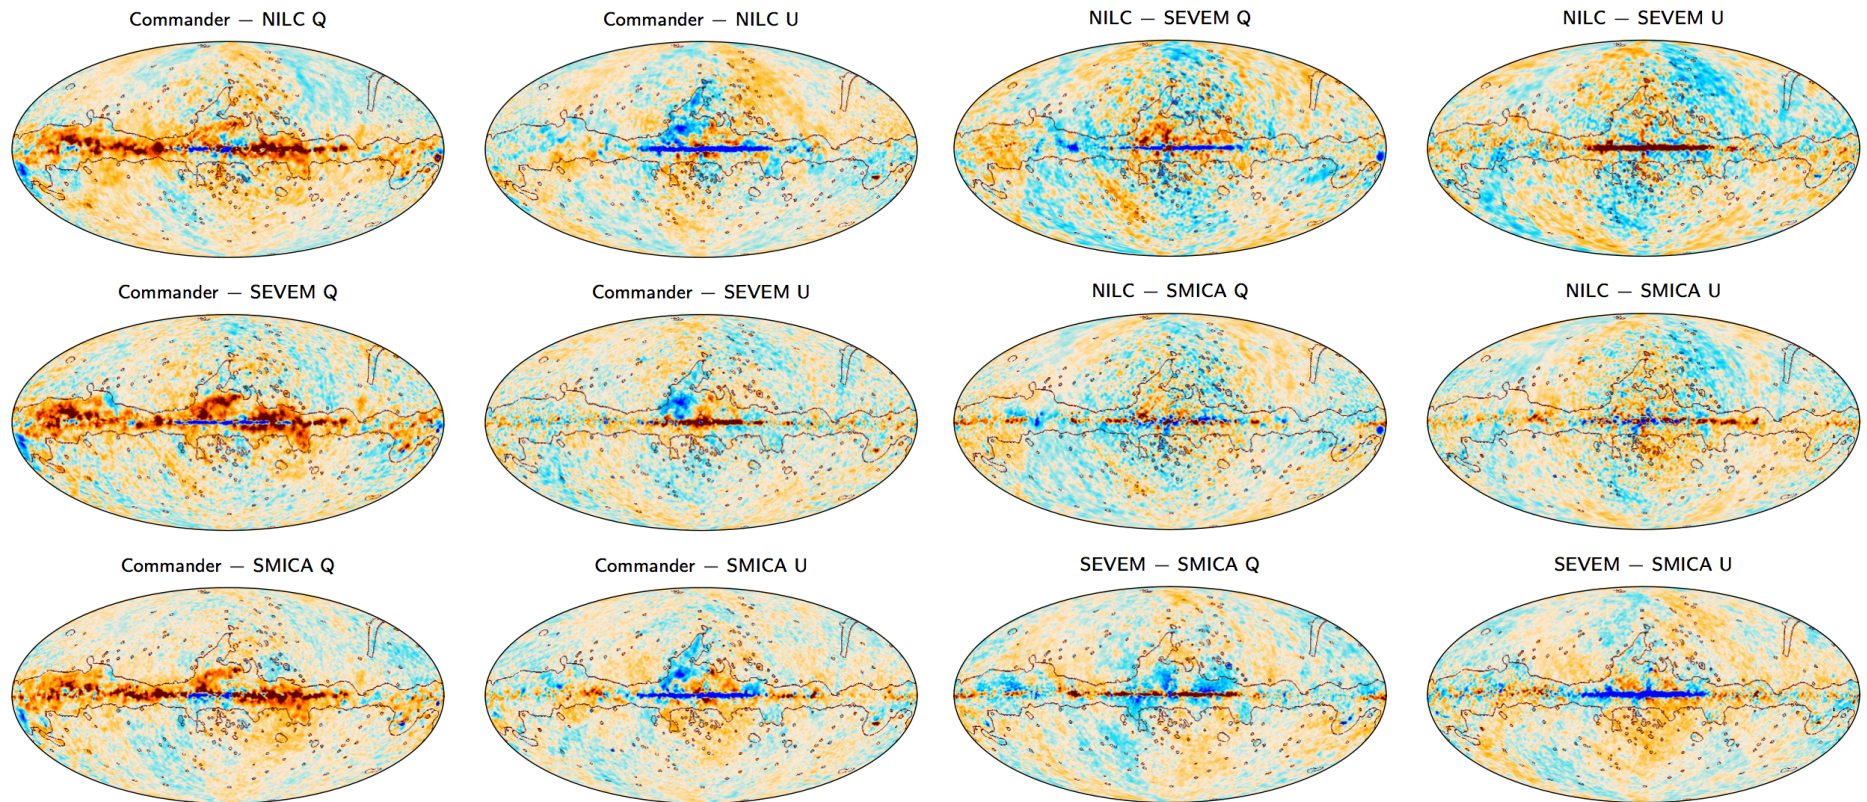 Commander − NILC Q
Commander − NILC U
NILC − SEVEM Q
NILC − SEVEM U
Commander − SEVEM Q
Commander − SEVEM U
NILC − SMICA Q
NILC − SMICA U
Commander − SMICA Q
Commander − SMICA U
SEVEM − SMICA Q
SEVEM − SMICA U